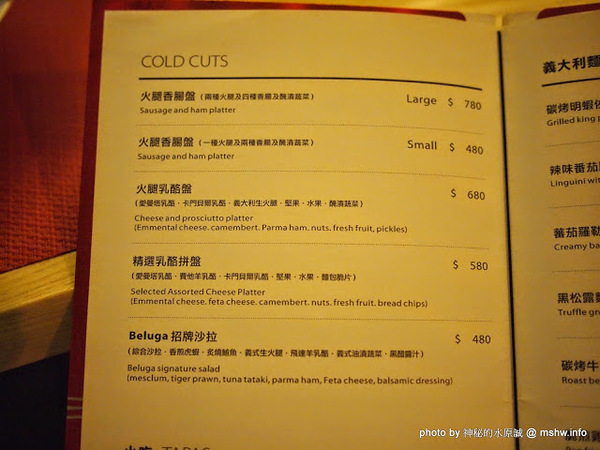 COLD CUTS
火腿香腸盤 (兩種火腿及四種香腸及醃漬蔬菜) Large $ 780
Sausage and ham platter
火腿香腸盤 (一種火腿及兩種香腸及醃漬蔬菜) Small $ 480
Sausage and ham platter
火腿乳酪盤 $ 680
(愛曼塔乳酪、卡門貝爾乳酪、義大利生火腿、堅果、水果、醃漬蔬菜)
Cheese and prosciutto platter
(Emmental cheese. camembert. Parma ham. nuts. fresh fruit, pickles)
精選乳酪拼盤 $ 580
(愛曼塔乳酪、費他羊乳酪、卡門貝爾乳酪、堅果、水果、麵包脆片)
Selected Assorted Cheese Platter
(Emmental cheese. feta cheese. camembert. nuts. fresh fruit. bread chips)
Beluga 招牌沙拉 $ 480
(綜合沙拉、香煎虎蝦、炙燒鮪魚、義式生火腿、飛達羊乳酪、義式油漬蔬菜、黑醋露汁)
Beluga signature salad
(mesclum, tiger prawn, tuna tataki, parma ham, Feta cheese, balsamic dressing)
TAPAS
義大利麵
碳烤明蝦
Grilled king
辣味番茄
Linguini
番茄羅勒
Creamy
黑松露
Truffle
碳烤牛
Roast
photo by 神秘的水原誠 @ mshw.info